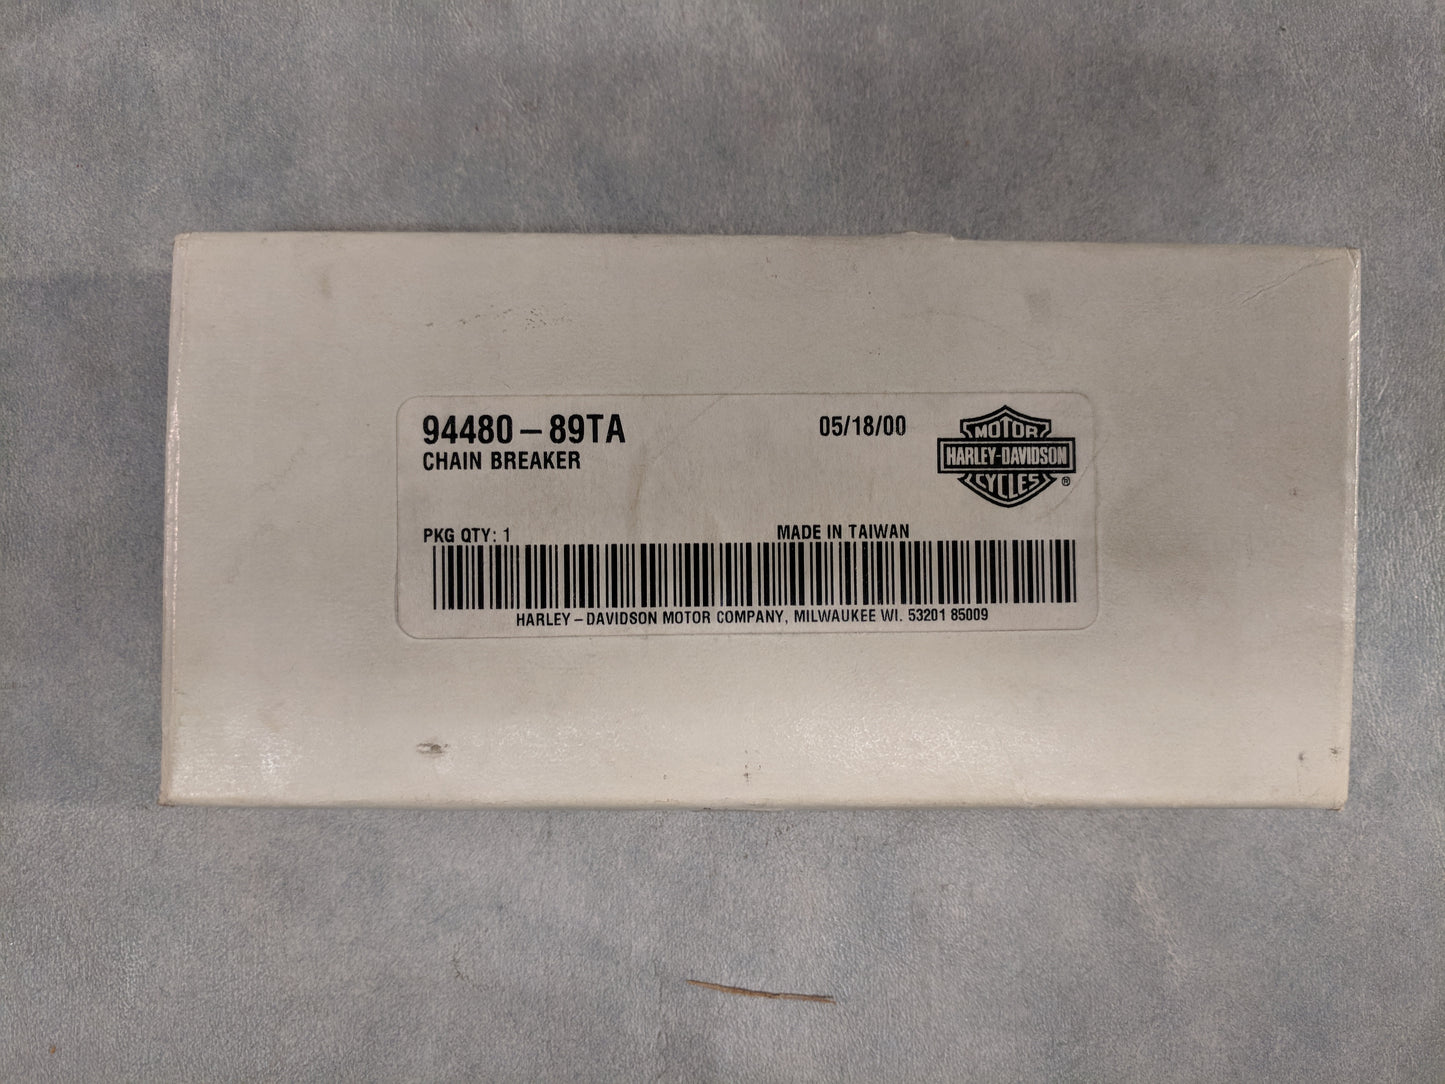 94480-89TA
CHAIN BREAKER
05/18/00
MOTOR
HARLEY-DAVIDSON
CYCLES
®
PKG QTY: 1
MADE IN TAIWAN
HARLEY-DAVIDSON MOTOR COMPANY, MILWAUKEE WI. 53201 85009